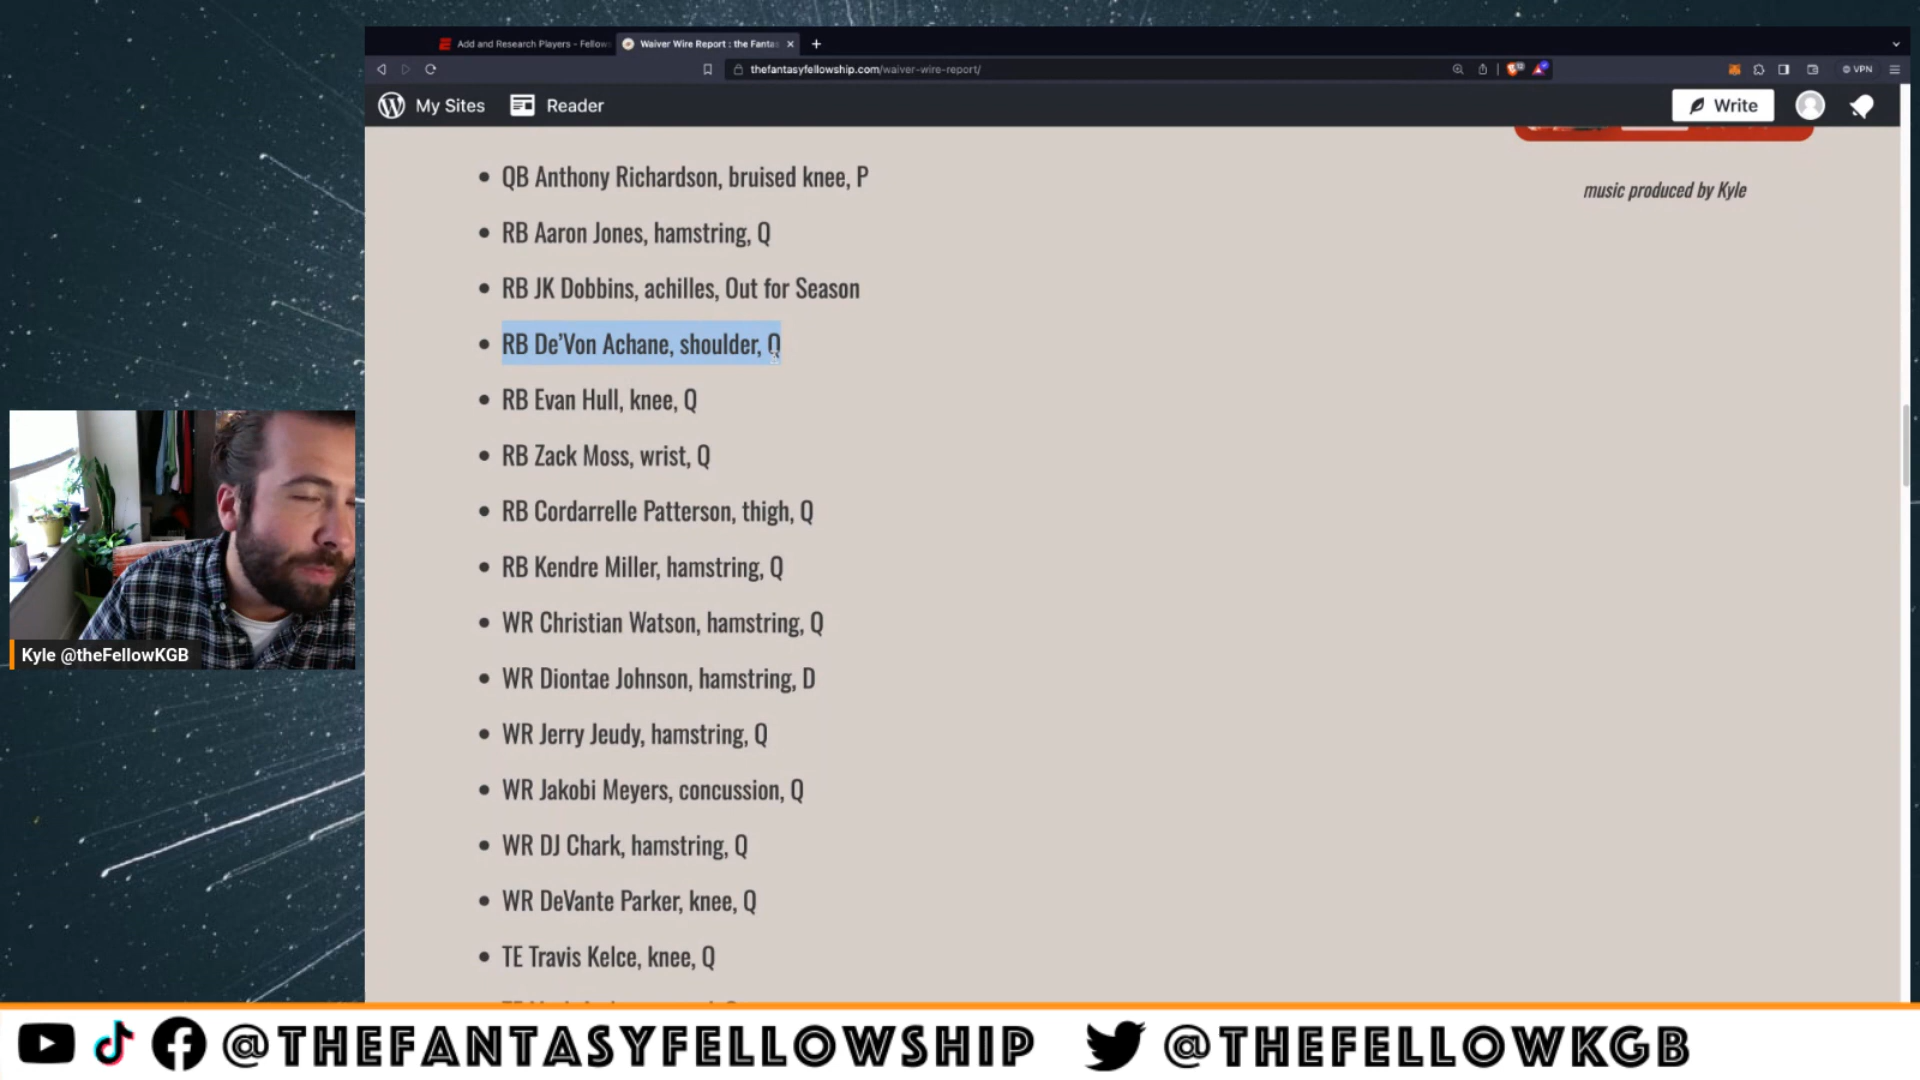 Add and Research Players - Fellow
Waiver Wire Report : the Fanta
thefantasyfellowship.com/waiver-wire-report/
VPN
My Sites
Reader
Write
• QB Anthony Richardson, bruised knee, P
music produced by Kyle
• RB Aaron Jones, hamstring, Q
• RB JK Dobbins, achilles, Out for Season
• RB De’Von Achane, shoulder, Q
• RB Evan Hull, knee, Q
• RB Zack Moss, wrist, Q
• RB Cordarrelle Patterson, thigh, Q
• RB Kendre Miller, hamstring, Q
• WR Christian Watson, hamstring, Q
Kyle @theFellowKGB
• WR Diontae Johnson, hamstring, D
• WR Jerry Jeudy, hamstring, Q
• WR Jakobi Meyers, concussion, Q
• WR DJ Chark, hamstring, Q
• WR DeVante Parker, knee, Q
• TE Travis Kelce, knee, Q
@THEFANTASYFELLOWSHIP
@THEFELLOWKGB